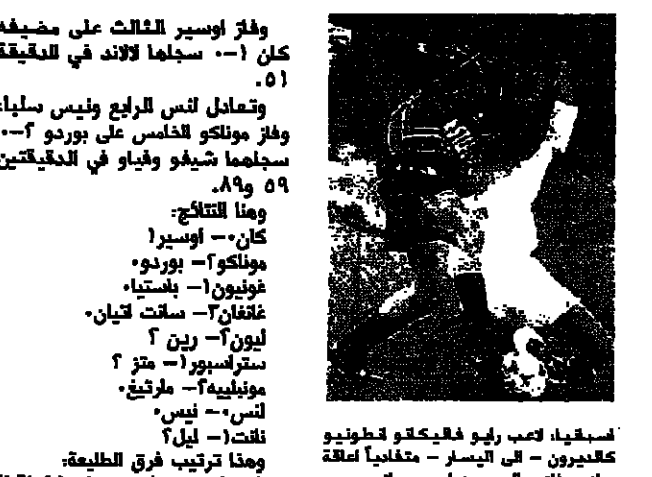 وفاز اوسير الثالث على مضيفه
كان ١–٠ سجلها لالاند في الدقيقة
٥١.
وتعادل لنس الرابع ونيس سلباً،
وفاز موناكو الخامس على بوردو ٢–٠
سجلهما شيفو وفياو في الدقيقتين
٥٩ و٨٩.
وهنا النتائج:
كان٠– اوسير١
موناكو٢– بوردو٠
غونيون١– باستيا٠
غانغان٣– سانت اتيان٠
ليون٢– رين ٢
ستراسبور١– متز ٢
مونبلييه٢– مارتيغ٠
لنس٠– نيس٠
نانت١– ليل٢
وهذا ترتيب فرق الطليعة:
اسبانيا: لاعب رايو فاليكانو انطونيو
كالديرون – الى اليسار – متفادياً اعاقة